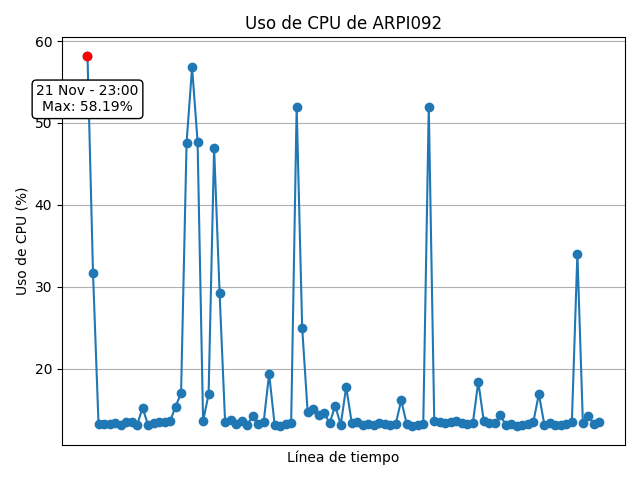 Uso de CPU de ARPI092
60
21 Nov - 23:00
Max: 58.19%
50
40
30
20
Uso de CPU (%)
Línea de tiempo